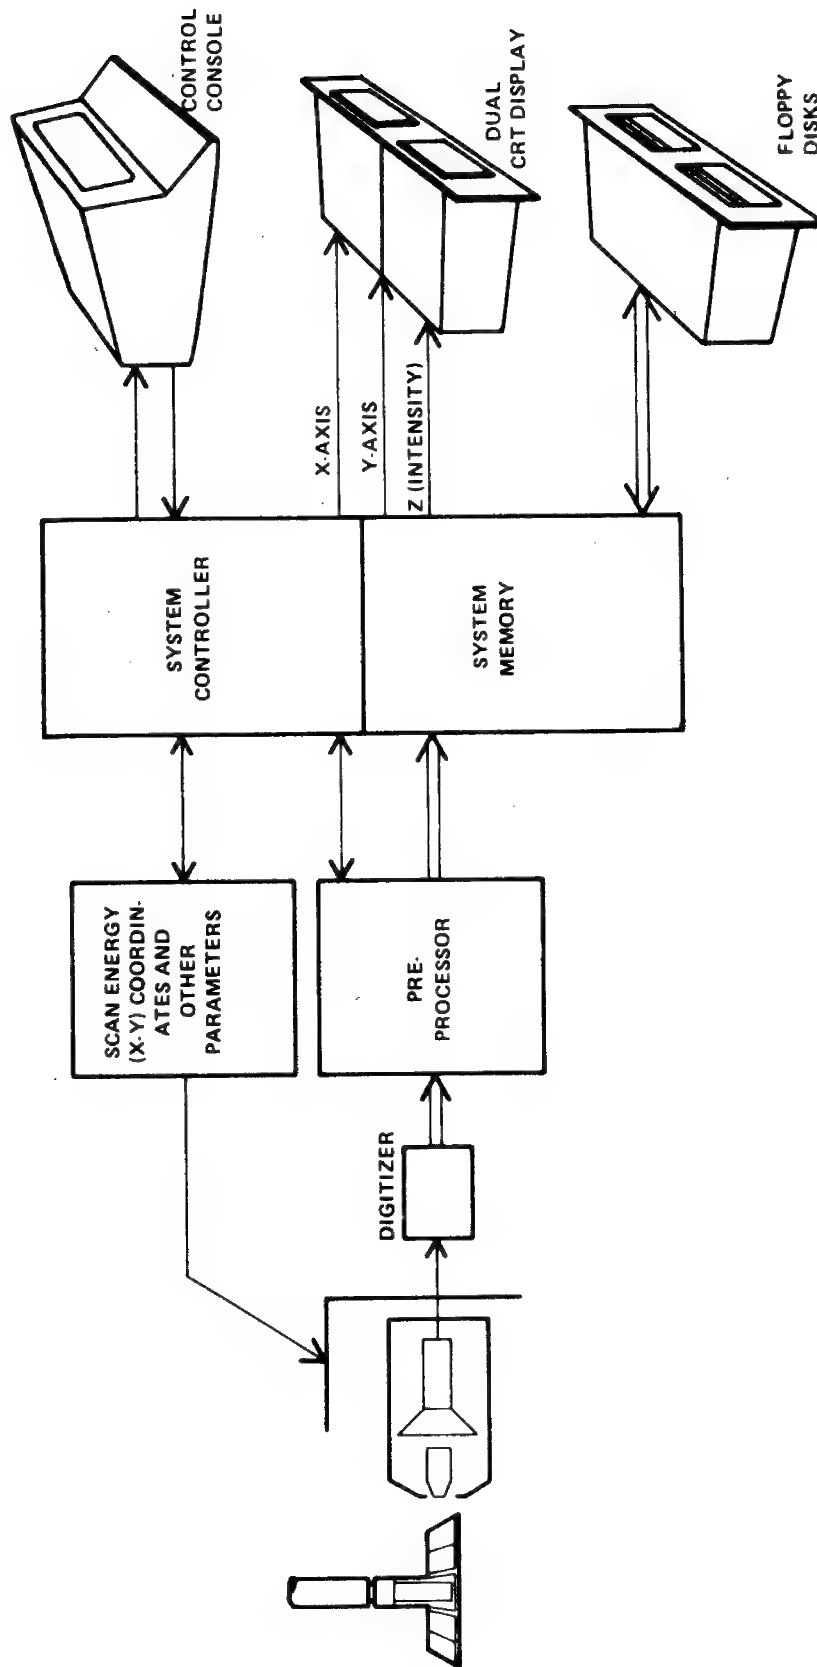 CONTROL
CONSOLE
DUAL
CRT DISPLAY
FLOPPY
DISKS
X-AXIS
Y-AXIS
Z (INTENSITY)
SYSTEM
CONTROLLER
SYSTEM
MEMORY
SCAN ENERGY
(X-Y) COORDIN-
ATES AND
OTHER
PARAMETERS
PRE-
PROCESSOR
DIGITIZER